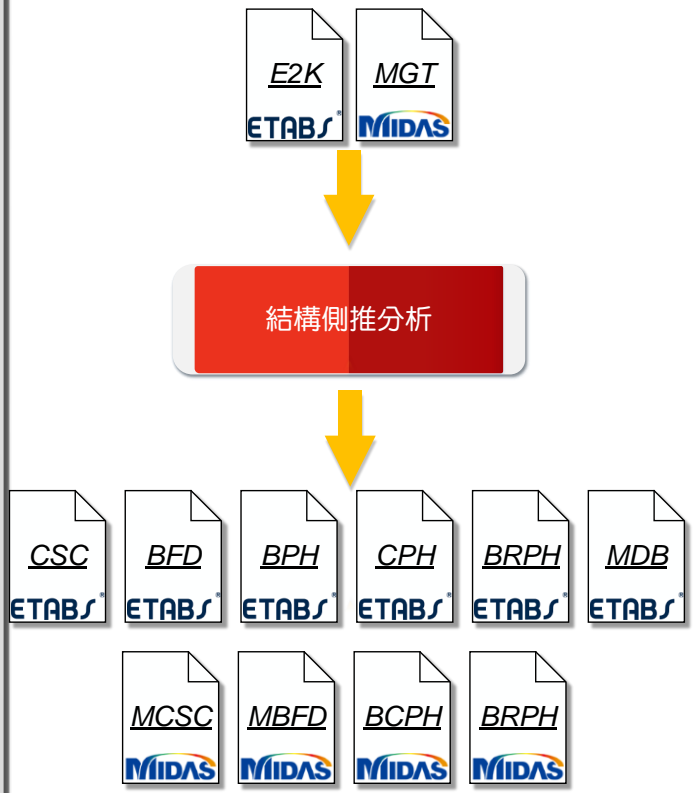 E2K MGT
ETABS® MIDAS
結構側推分析
CSC BFD BPH CPH BRPH MDB
ETABS® ETABS® ETABS® ETABS® ETABS® ETABS®
MCSC MBFD BCPH BRPH
MIDAS MIDAS MIDAS MIDAS